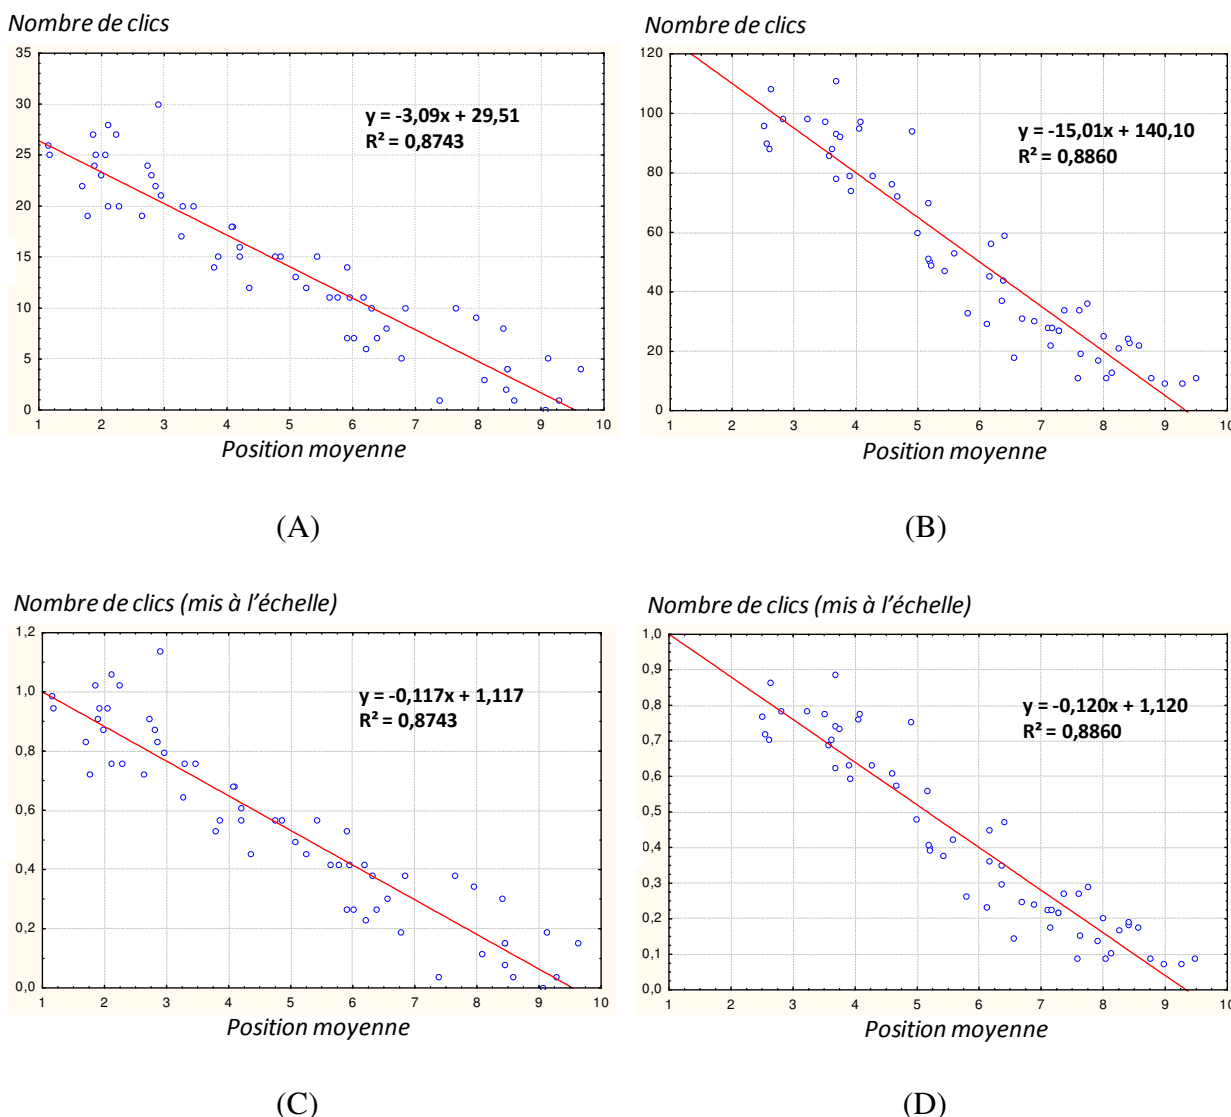 Nombre de clics
35
30
25
20
15
10
5
0
y = -3,09x + 29,51
R² = 0,8743
1 2 3 4 5 6 7 8 9 10
Position moyenne
(A)
Nombre de clics
120
100
80
60
40
20
0
y = -15,01x + 140,10
R² = 0,8860
1 2 3 4 5 6 7 8 9 10
Position moyenne
(B)
Nombre de clics (mis à l'échelle)
1,2
1,0
0,8
0,6
0,4
0,2
0,0
y = -0,117x + 1,117
R² = 0,8743
1 2 3 4 5 6 7 8 9 10
Position moyenne
(C)
Nombre de clics (mis à l'échelle)
1,0
0,9
0,8
0,7
0,6
0,5
0,4
0,3
0,2
0,1
0,0
y = -0,120x + 1,120
R² = 0,8860
1 2 3 4 5 6 7 8 9 10
Position moyenne
(D)